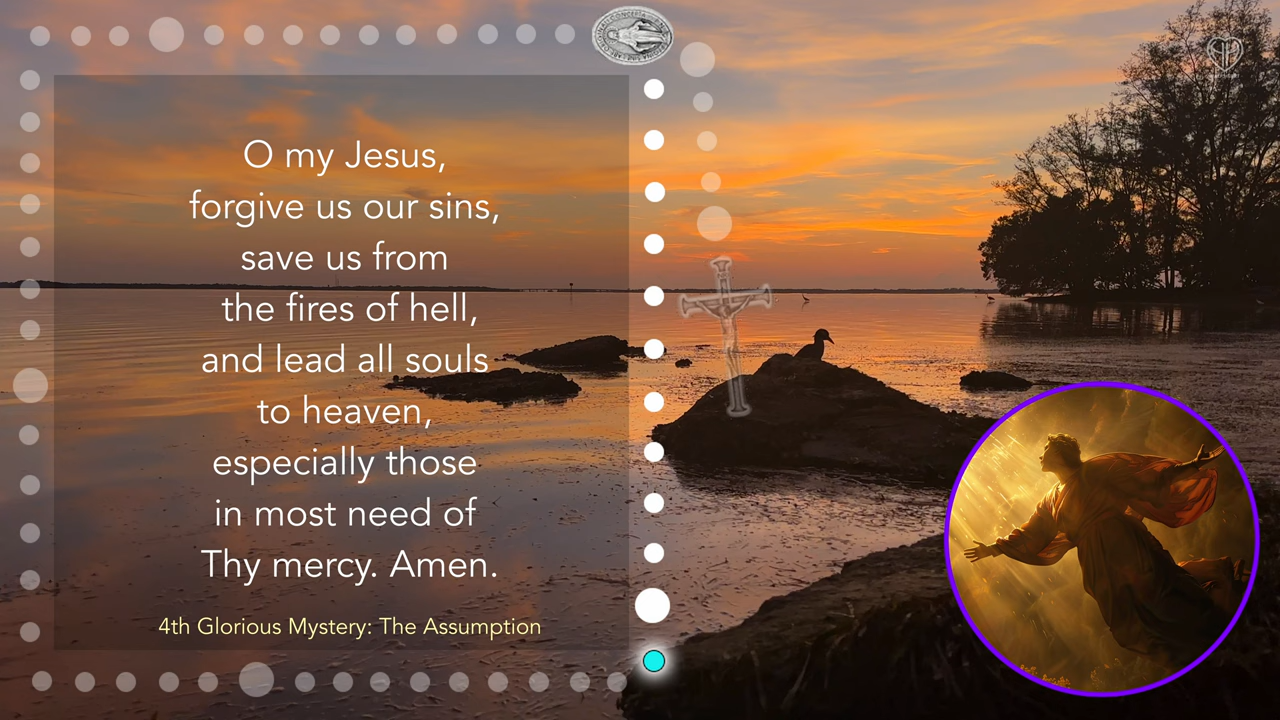 O my Jesus,
forgive us our sins,
save us from
the fires of hell,
and lead all souls
to heaven,
especially those
in most need of
Thy mercy. Amen.
4th Glorious Mystery: The Assumption